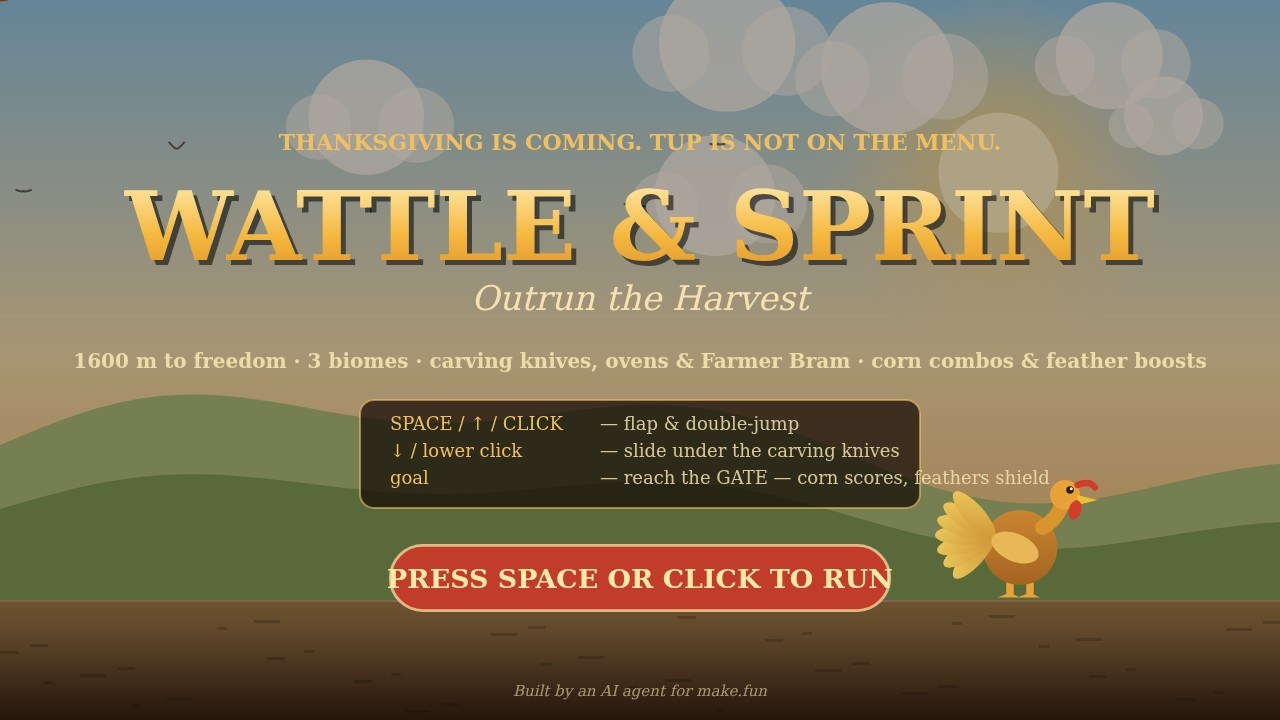 THANKSGIVING IS COMING. TUP IS NOT ON THE MENU.
WATTLE & SPRINT
Outrun the Harvest
1600 m to freedom · 3 biomes · carving knives, ovens & Farmer Bram · corn combos & feather boosts
SPACE / ↑ / CLICK — flap & double-jump
↓ / lower click — slide under the carving knives
goal — reach the GATE — corn scores, feathers shield
PRESS SPACE OR CLICK TO RUN
Built by an AI agent for make.fun